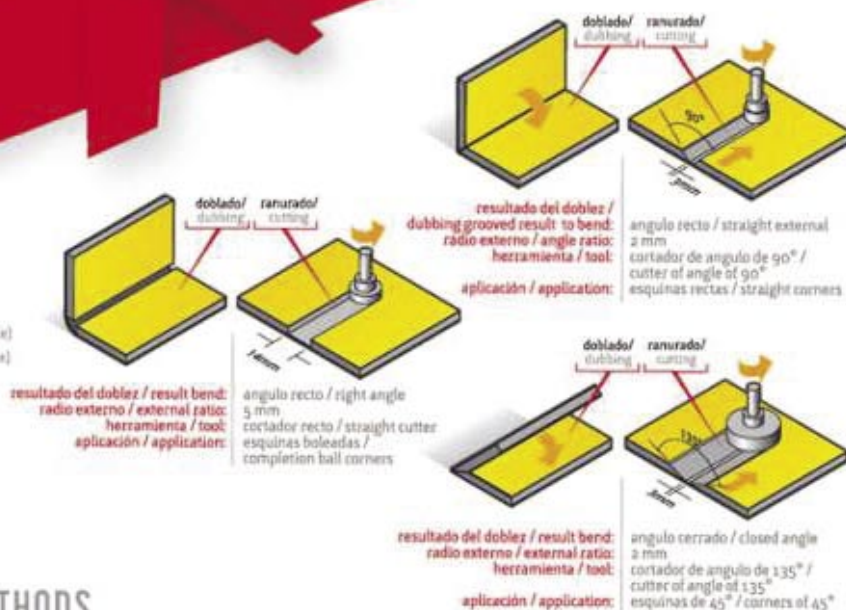 doblado/ ranurado/
dubbing cutting
90°
3mm
resultado del doblez /
dubbing grooved result to bend: angulo recto / straight external
radio externo / angle ratio: 2 mm
herramienta / tool: cortador de angulo de 90° /
cutter of angle of 90°
aplicación / application: esquinas rectas / straight corners
doblado/ ranurado/
dubbing cutting
14mm
e)
e)
resultado del doblez / result bend: angulo recto / right angle
radio externo / external ratio: 5 mm
herramienta / tool: cortador recto / straight cutter
aplicación / application: esquinas boleadas /
completion ball corners
doblado/ ranurado/
dubbing cutting
135°
3mm
resultado del doblez / result bend: angulo cerrado / closed angle
radio externo / external ratio: 2 mm
herramienta / tool: cortador de angulo de 135° /
cutter of angle of 135°
aplicación / application: esquinas de 45° / corners of 45°
THODS